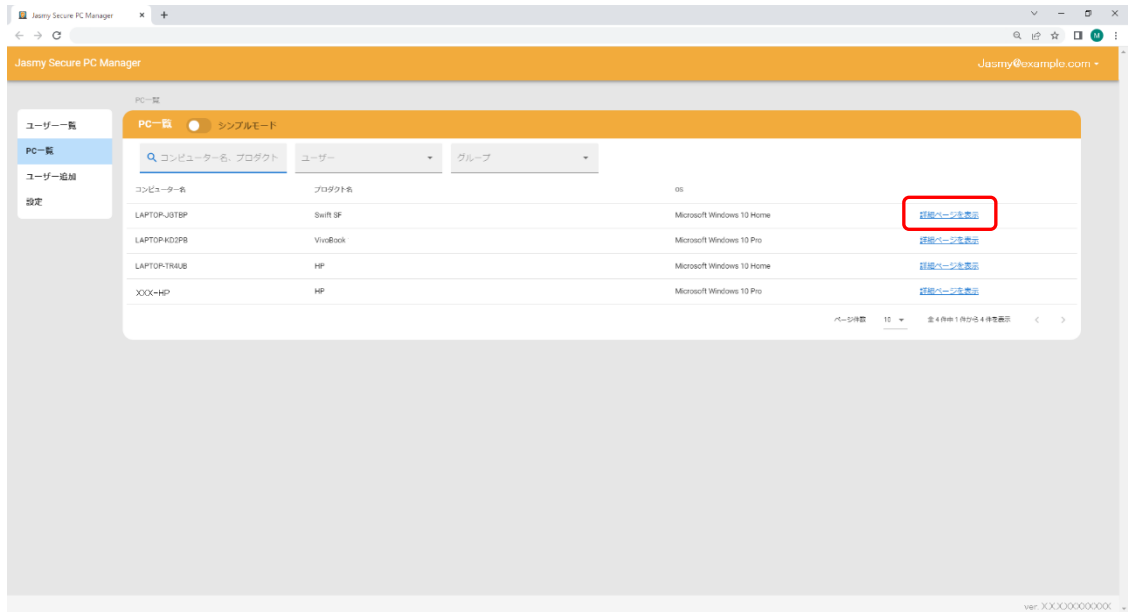 Jasmy Secure PC Manager
Jasmy Secure PC Manager
Jasmy@example.com
PC一覧
ユーザー一覧
PC一覧
ユーザー追加
設定
PC一覧 シンプルモード
コンピューター名、プロダクト ユーザー グループ
コンピューター名 プロダクト名 OS
LAPTOP-JGTBP Swift SF Microsoft Windows 10 Home 詳細ページを表示
LAPTOP-KD2PB VivoBook Microsoft Windows 10 Pro 詳細ページを表示
LAPTOP-TR4UB HP Microsoft Windows 10 Home 詳細ページを表示
XXX-HP HP Microsoft Windows 10 Pro 詳細ページを表示
ページ件数 10 全 4 件中 1 件から 4 件を表示
ver. X.X.XXXXXXXXX
M